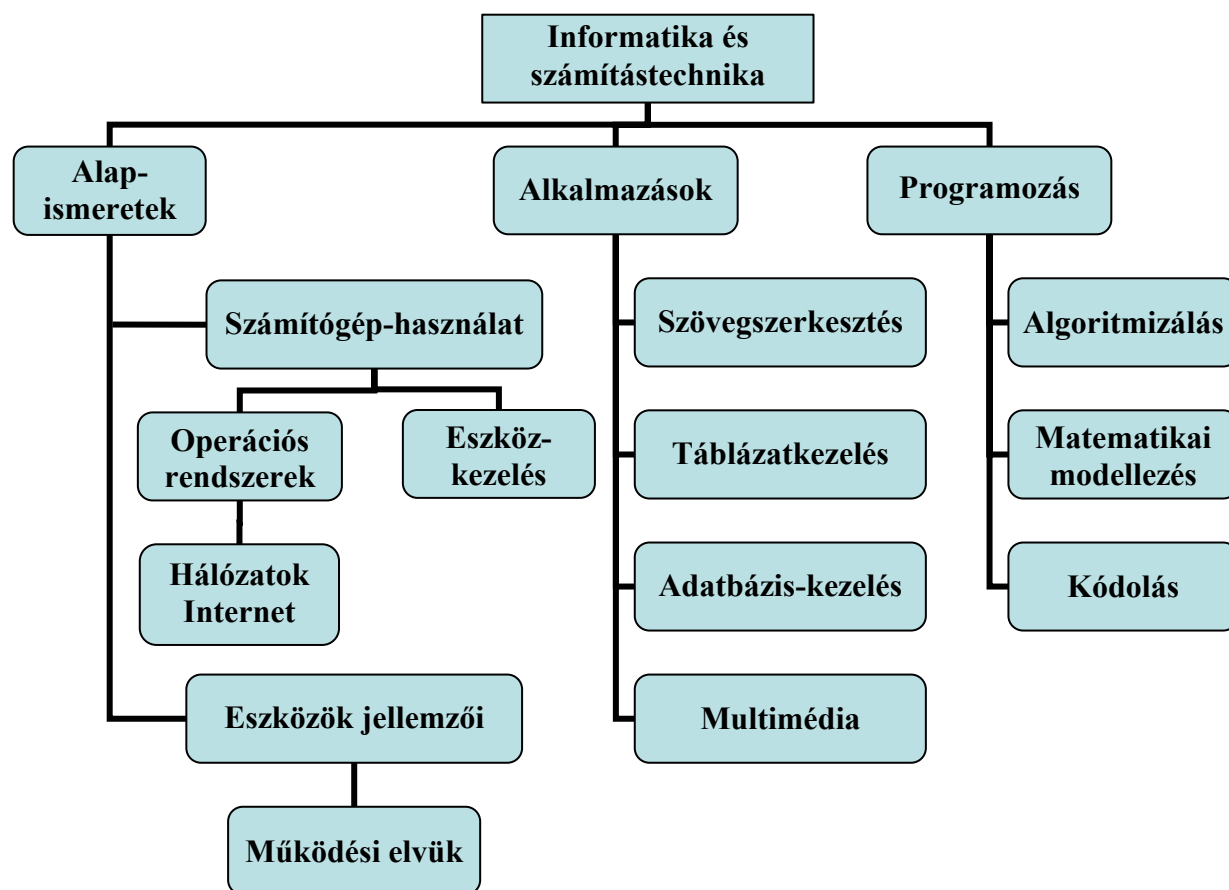 Informatika és
számítástechnika
Alap-
ismeretek
Alkalmazások
Programozás
Számítógép-használat
Operációs
rendszerek
Eszköz-
kezelés
Hálózatok
Internet
Eszközök jellemzői
Működési elvük
Szövegszerkesztés
Táblázatkezelés
Adatbázis-kezelés
Multimédia
Algoritmizálás
Matematikai
modellezés
Kódolás